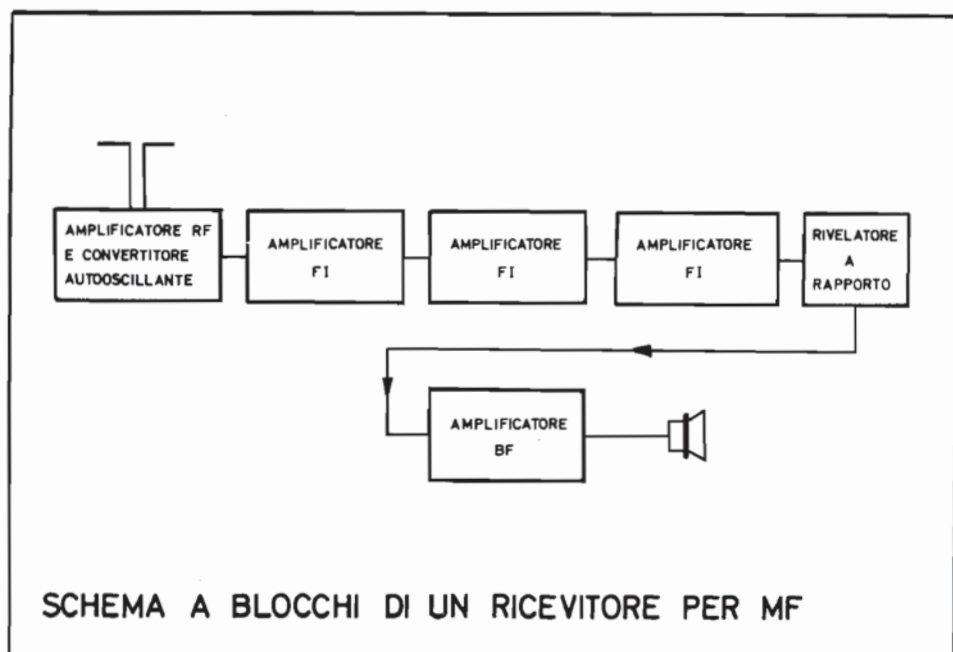 AMPLIFICATORE RF
E CONVERTITORE
AUTOOSCILLANTE
AMPLIFICATORE
FI
AMPLIFICATORE
FI
AMPLIFICATORE
FI
RIVELATORE
A
RAPPORTO
AMPLIFICATORE
BF
SCHEMA A BLOCCHI DI UN RICEVITORE PER MF